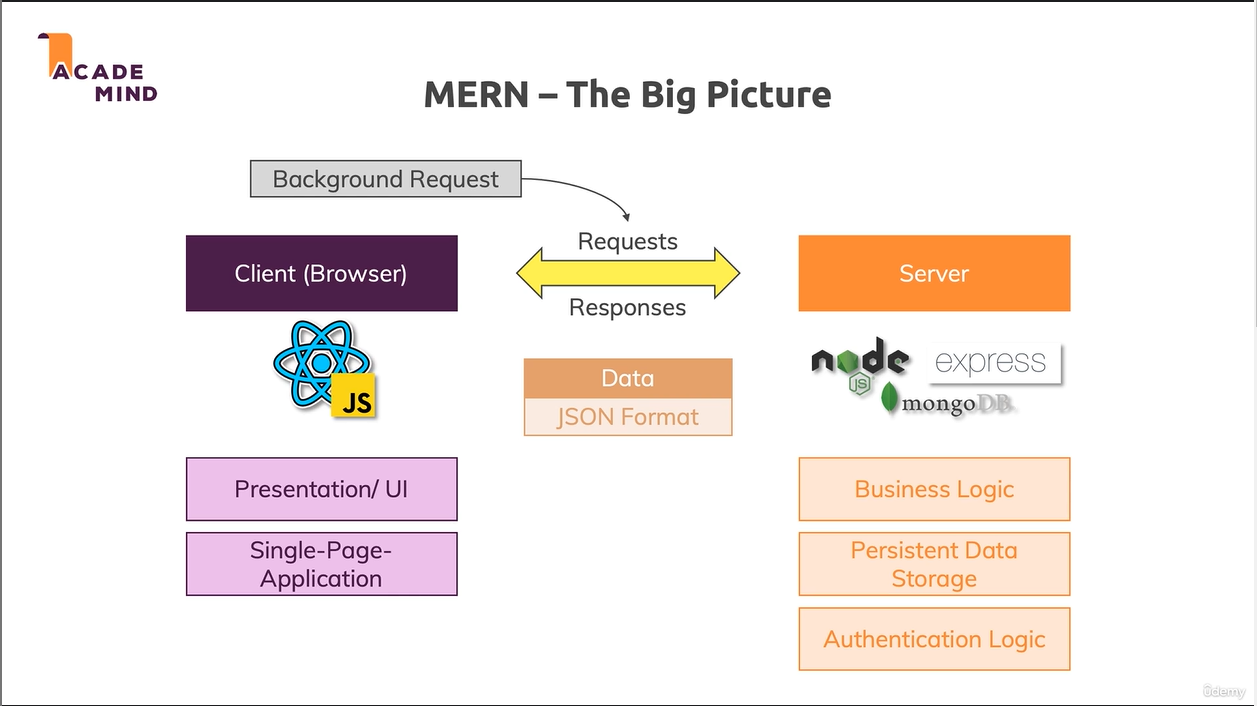 ACADE
MIND
MERN – The Big Picture
Background Request
Requests
Client (Browser)
Server
Responses
JS
node
JS
express
mongoDB
Data
JSON Format
Presentation/ UI
Single-Page-
Application
Business Logic
Persistent Data
Storage
Authentication Logic
ûdemy